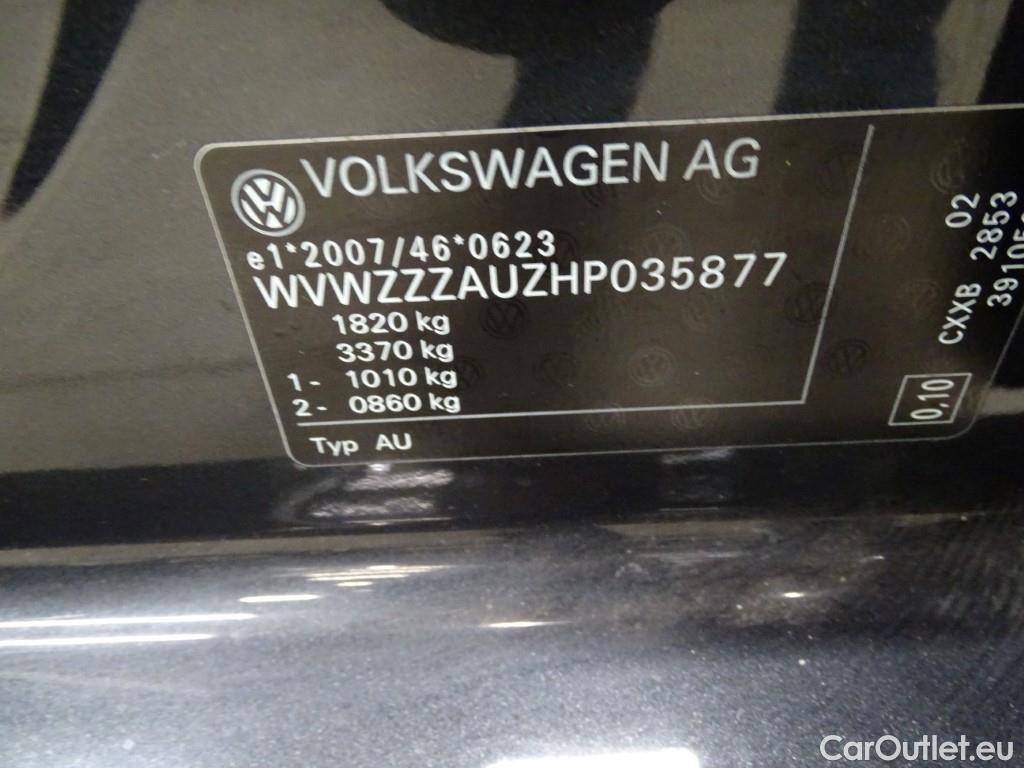 VOLKSWAGEN AG
e1*2007/46*0623
WVWZZZAUZHP035877
1820 kg
3370 kg
1- 1010 kg
2- 0860 kg
Typ AU
CXXB 02
2853
0,10
CarOutlet.eu